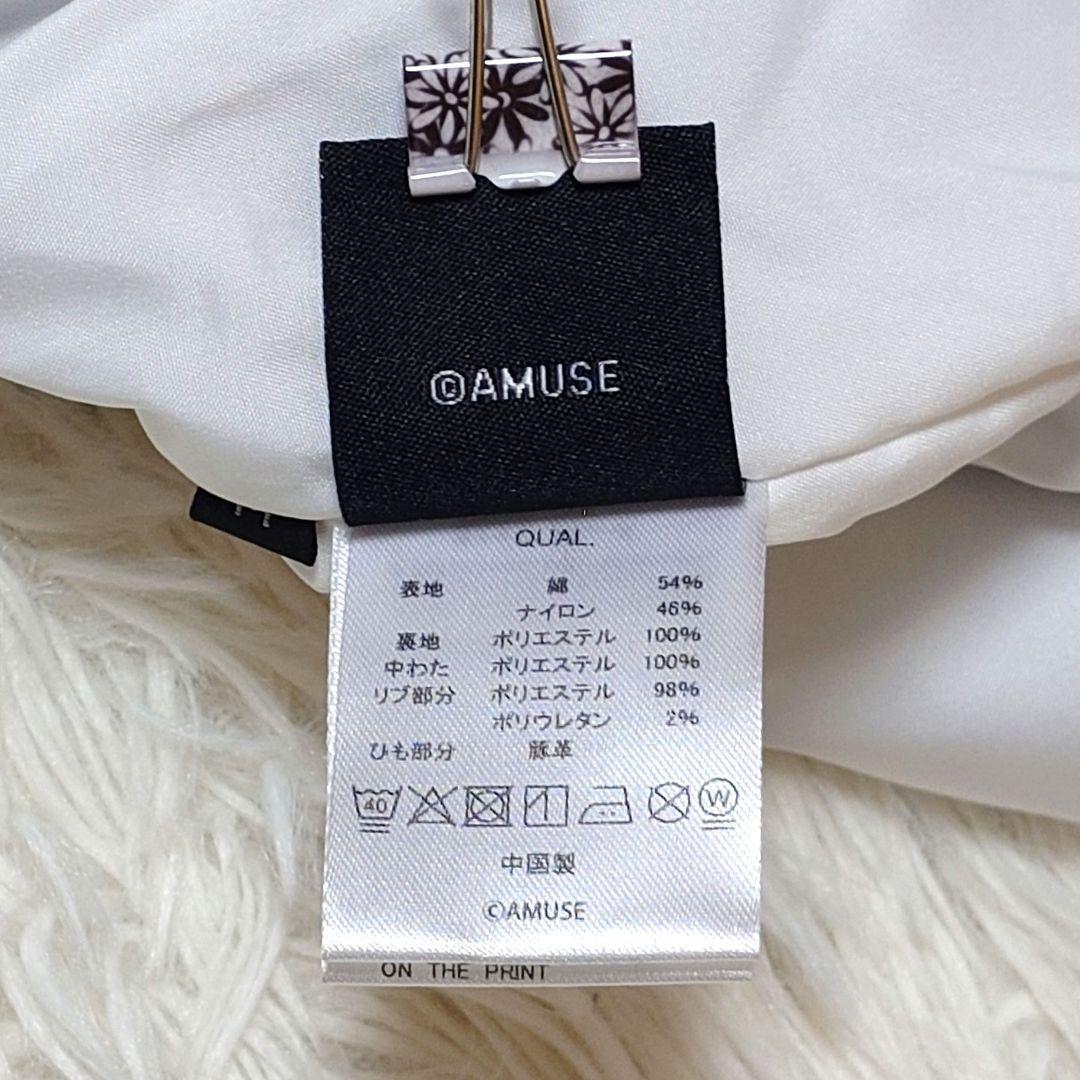 ©AMUSE
QUAL.
表地 綿 54%
ナイロン 46%
裏地 ポリエステル 100%
中わた ポリエステル 100%
リブ部分 ポリエステル 98%
ポリウレタン 2%
ひも部分 豚革
40 W
中国製
©AMUSE
ON THE PRINT